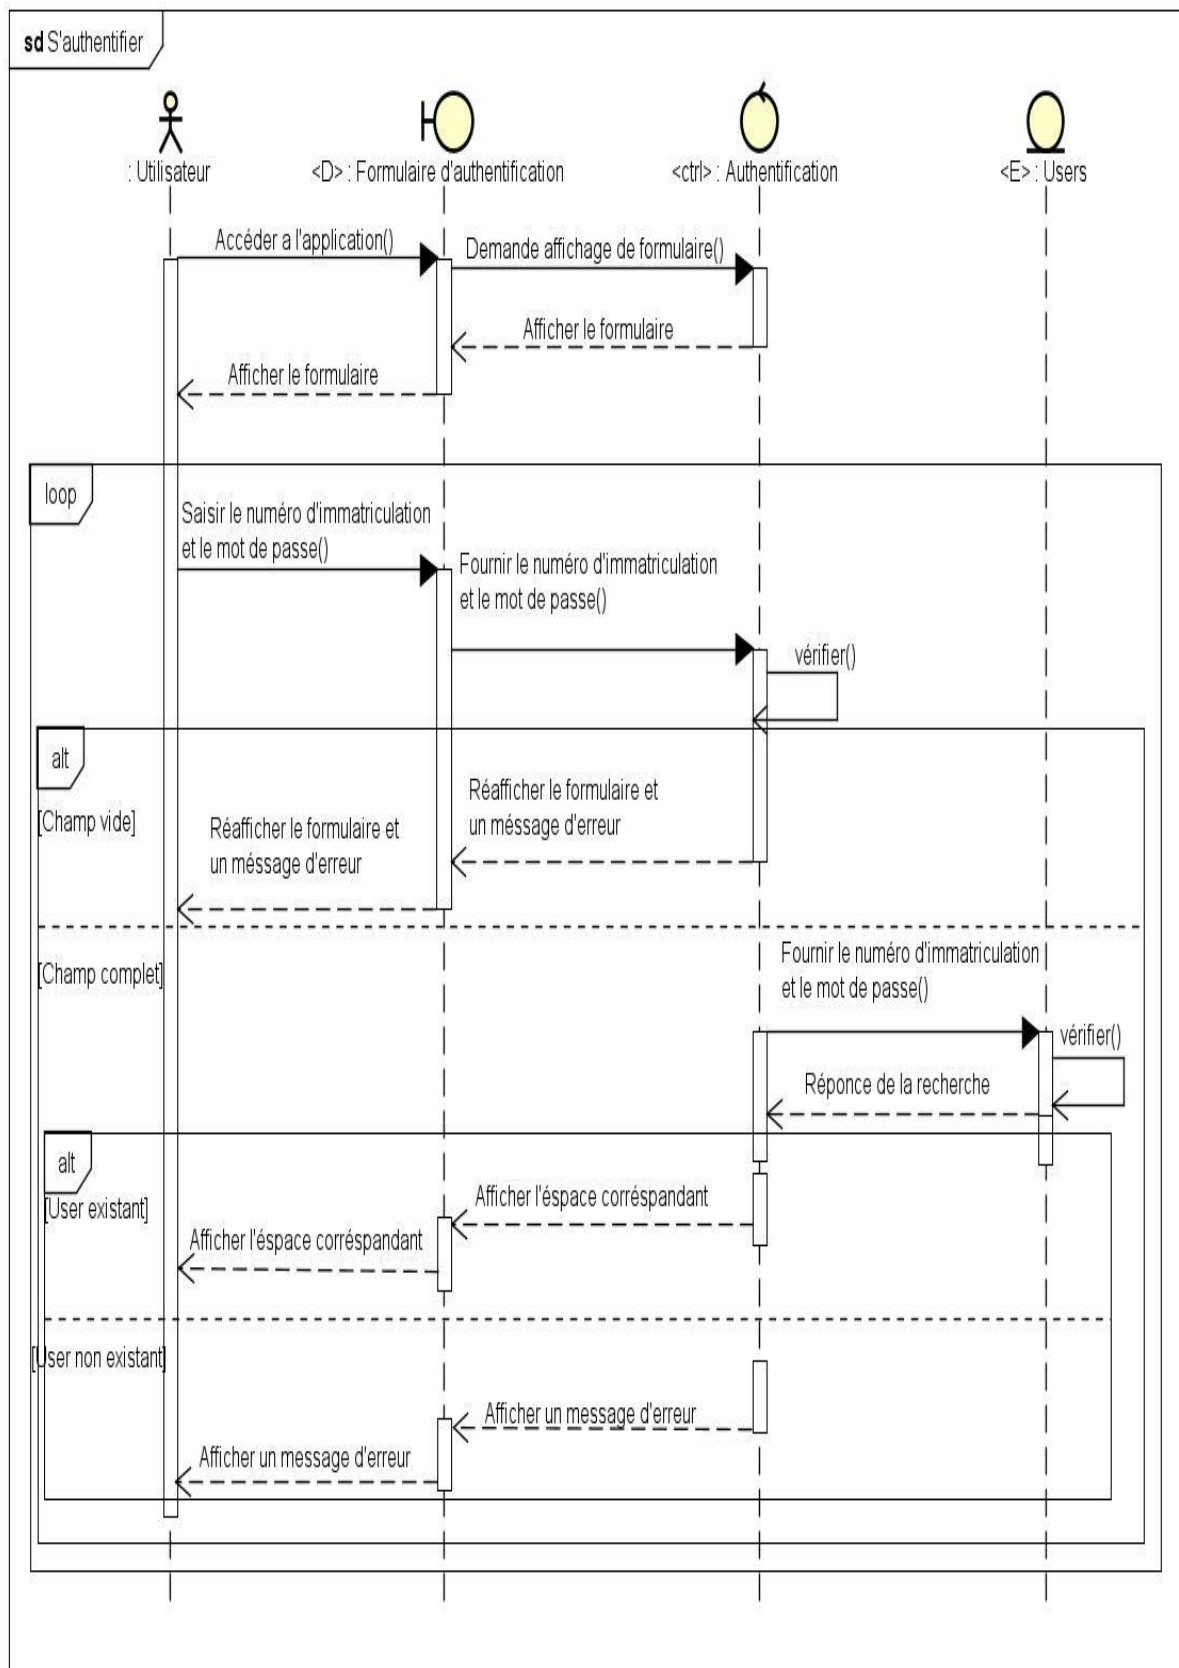 sd S'authentifier
: Utilisateur
<D> : Formulaire d'authentification
<ctrl> : Authentification
<E> : Users
Accéder a l'application()
Demande affichage de formulaire()
Afficher le formulaire
Afficher le formulaire
loop
Saisir le numéro d'immatriculation
et le mot de passe()
Fournir le numéro d'immatriculation
et le mot de passe()
vérifier()
alt
[Champ vide]
Réafficher le formulaire et
un méssage d'erreur
Réafficher le formulaire et
un méssage d'erreur
[Champ complet]
Fournir le numéro d'immatriculation
et le mot de passe()
vérifier()
Réponce de la recherche
alt
[User existant]
Afficher l'éspace corréspandant
Afficher l'éspace corréspandant
[User non existant]
Afficher un message d'erreur
Afficher un message d'erreur